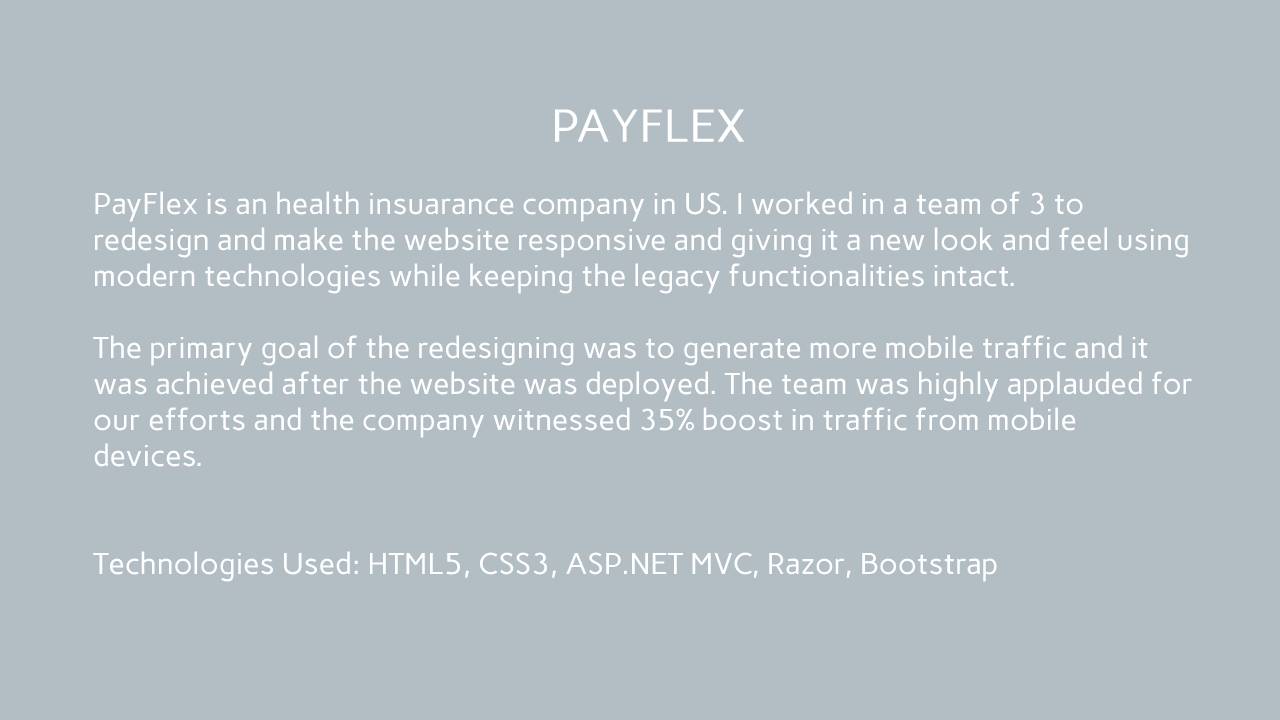 PAYFLEX
PayFlex is an health insuarance company in US. I worked in a team of 3 to
redesign and make the website responsive and giving it a new look and feel using
modern technologies while keeping the legacy functionalities intact.
The primary goal of the redesigning was to generate more mobile traffic and it
was achieved after the website was deployed. The team was highly applauded for
our efforts and the company witnessed 35% boost in traffic from mobile
devices.
Technologies Used: HTML5, CSS3, ASP.NET MVC, Razor, Bootstrap